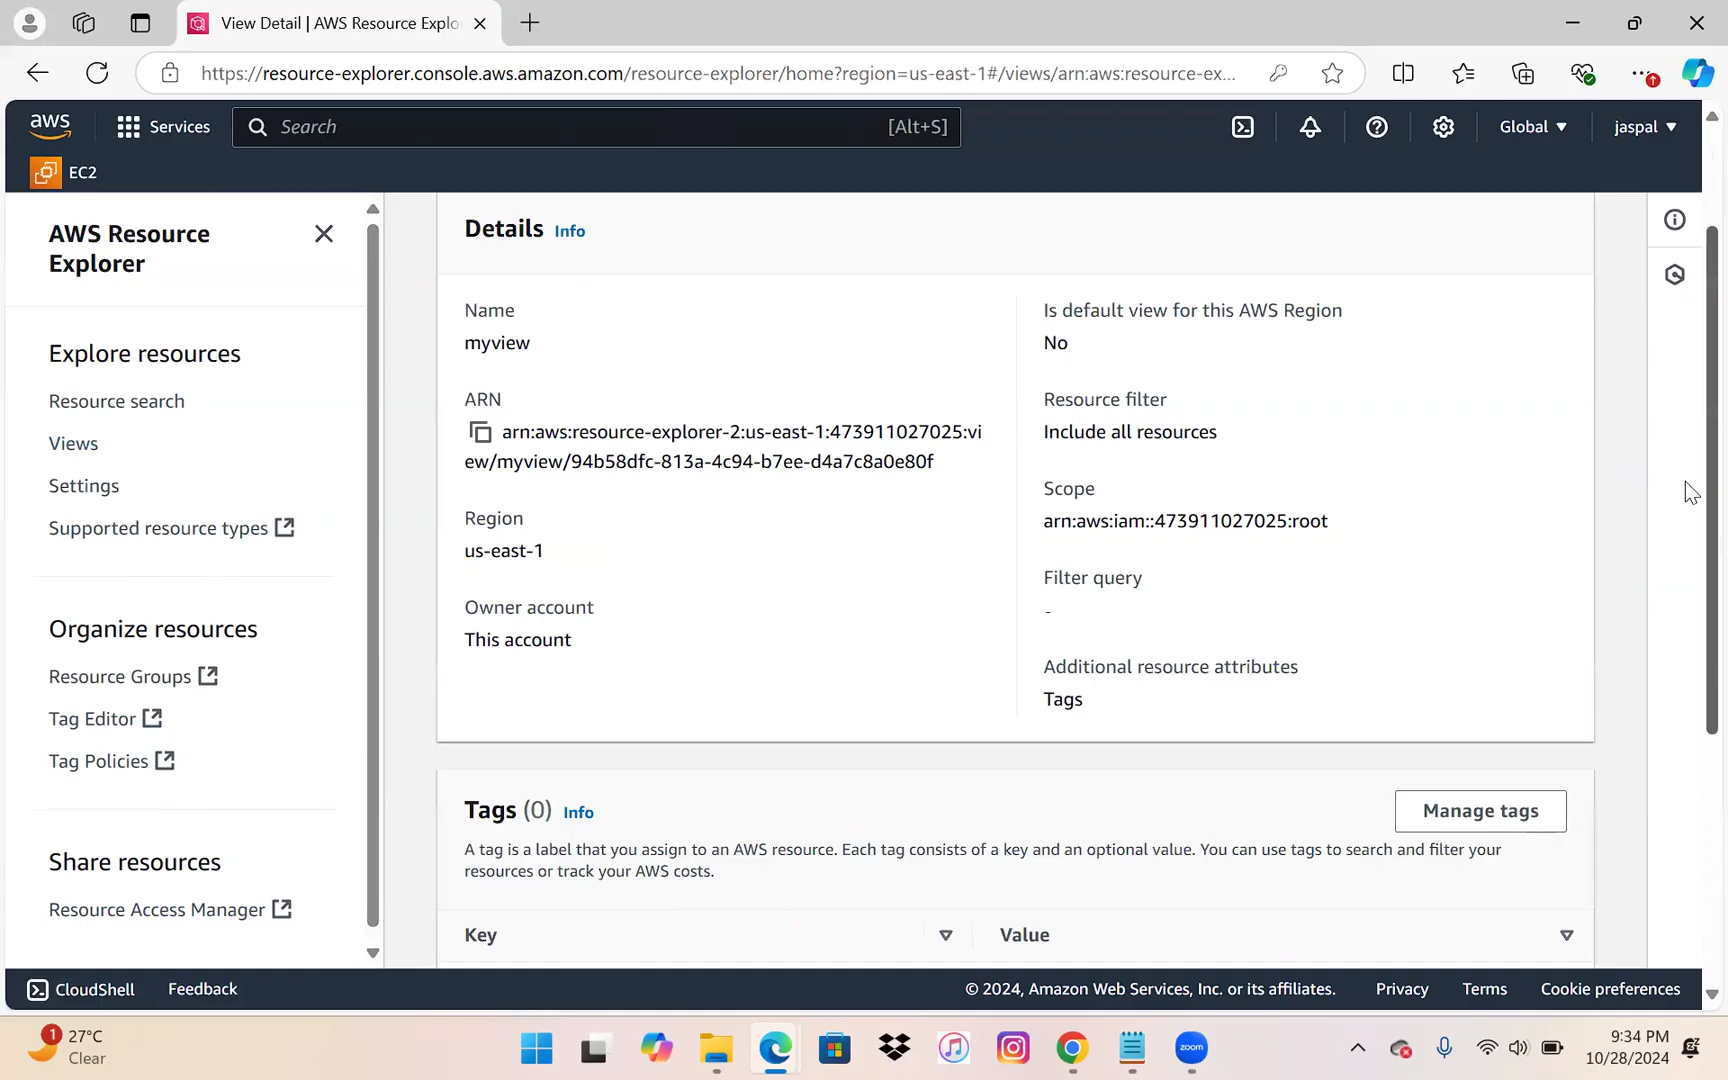 View Detail | AWS Resource Explo
https://resource-explorer.console.aws.amazon.com/resource-explorer/home?region=us-east-1#/views/arn:aws:resource-ex...
aws
Services
Search
[Alt+S]
Global
jaspal
EC2
AWS Resource
Explorer
Explore resources
Resource search
Views
Settings
Supported resource types
Organize resources
Resource Groups
Tag Editor
Tag Policies
Share resources
Resource Access Manager
Details Info
Name
myview
ARN
arn:aws:resource-explorer-2:us-east-1:473911027025:vi
ew/myview/94b58dfc-813a-4c94-b7ee-d4a7c8a0e80f
Region
us-east-1
Owner account
This account
Is default view for this AWS Region
No
Resource filter
Include all resources
Scope
arn:aws:iam::473911027025:root
Filter query
-
Additional resource attributes
Tags
Tags (0) Info
Manage tags
A tag is a label that you assign to an AWS resource. Each tag consists of a key and an optional value. You can use tags to search and filter your
resources or track your AWS costs.
Key
Value
CloudShell
Feedback
© 2024, Amazon Web Services, Inc. or its affiliates.
Privacy
Terms
Cookie preferences
1
27°C
Clear
zoom
9:34 PM
10/28/2024